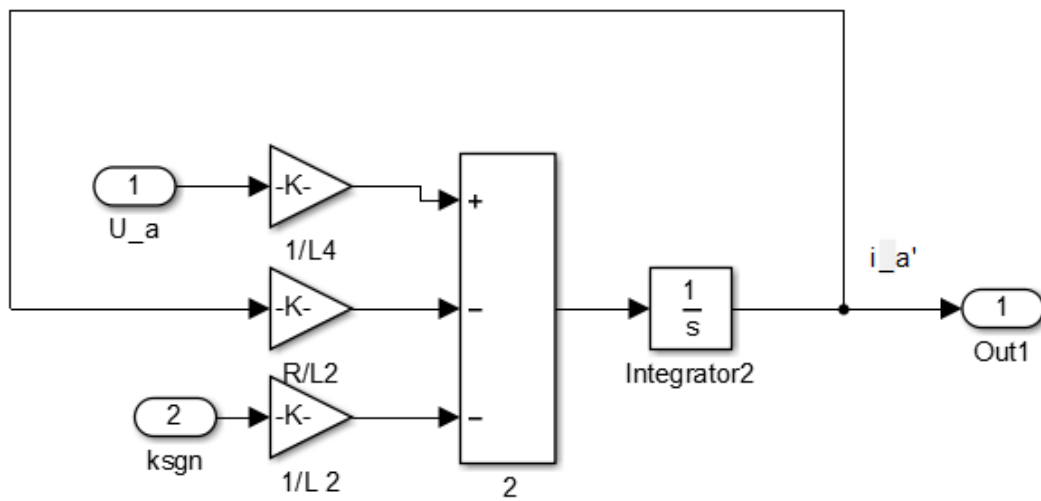 1
U_a
-K-
1/L4
+
-K-
R/L2
-
2
ksgn
-K-
1/L 2
-
2
1
s
Integrator2
i_a'
1
Out1